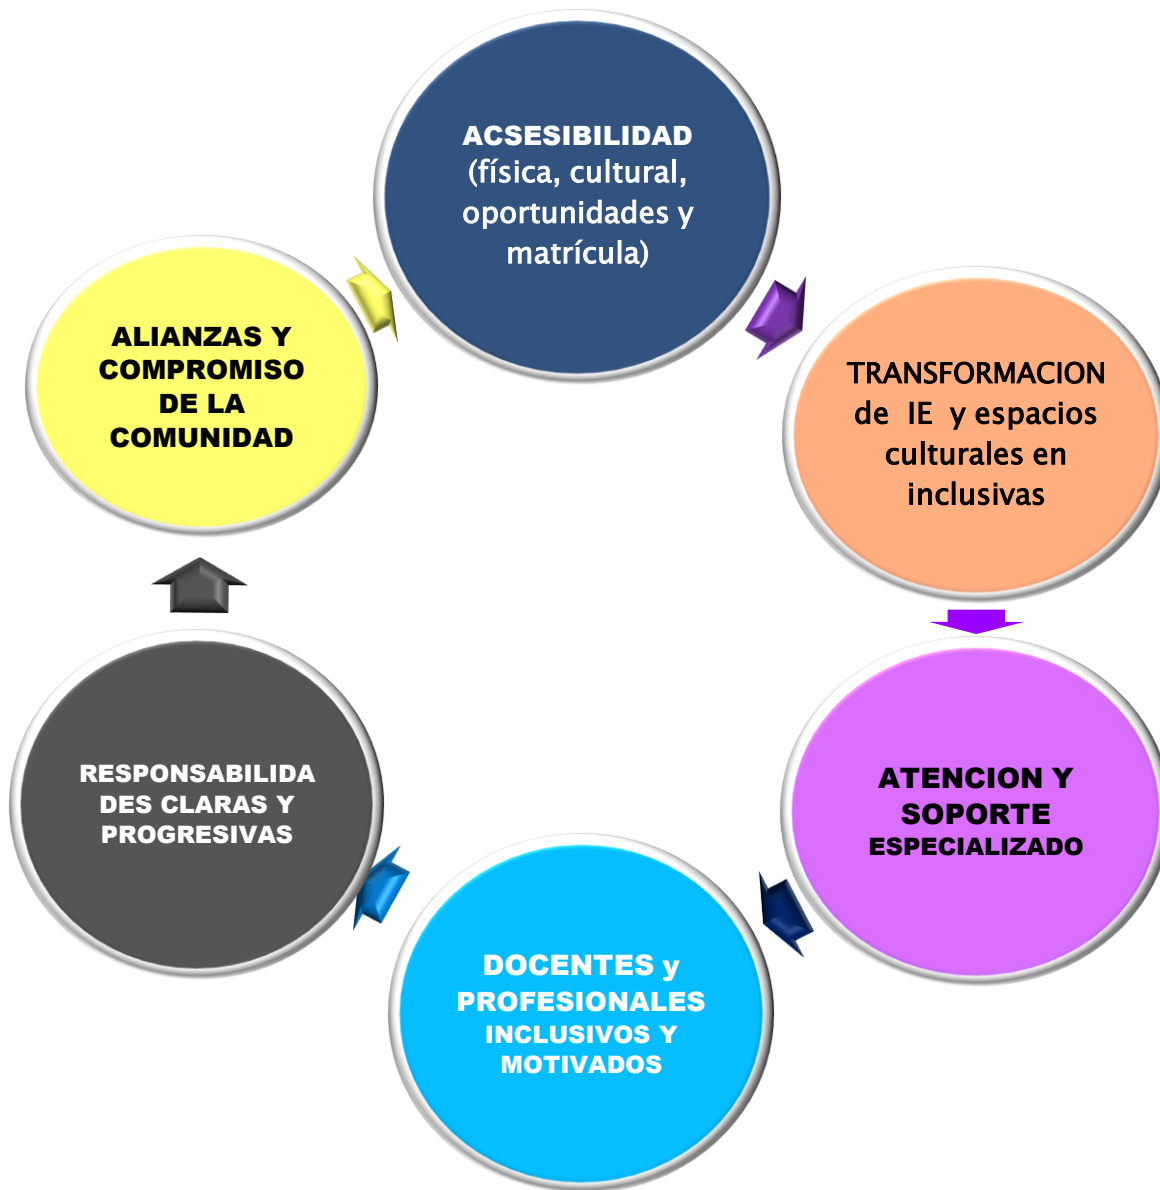 ACSESIBILIDAD
(física, cultural,
oportunidades y
matrícula)
TRANSFORMACION
de IE y espacios
culturales en
inclusivas
ATENCION Y
SOPORTE
ESPECIALIZADO
DOCENTES y
PROFESIONALES
INCLUSIVOS Y
MOTIVADOS
RESPONSABILIDA
DES CLARAS Y
PROGRESIVAS
ALIANZAS Y
COMPROMISO
DE LA
COMUNIDAD